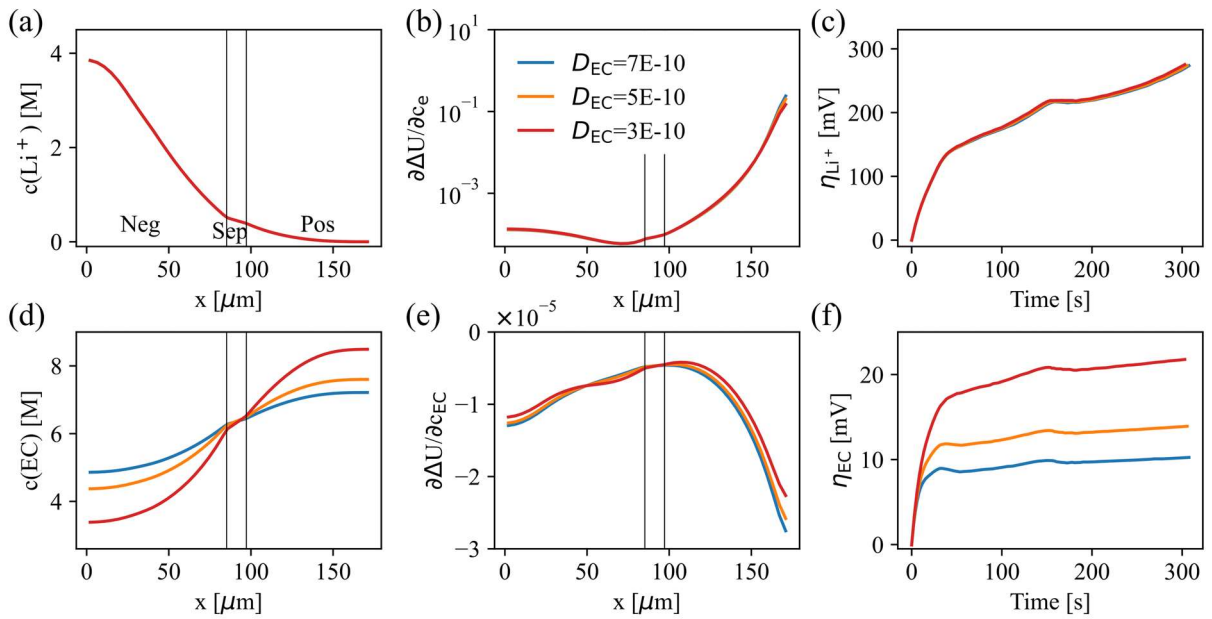 (a)
c(Li⁺) [M]
4
2
0
Neg
Sep
Pos
0 50 100 150
x [μm]
(b)
∂ΔU/∂cₑ
10¹
10⁻¹
10⁻³
D_EC=7E-10
D_EC=5E-10
D_EC=3E-10
0 50 100 150
x [μm]
(c)
η_Li⁺ [mV]
300
200
100
0
0 100 200 300
Time [s]
(d)
c(EC) [M]
8
6
4
0 50 100 150
x [μm]
(e)
×10⁻⁵
∂ΔU/∂c_EC
0
−1
−2
−3
0 50 100 150
x [μm]
(f)
η_EC [mV]
20
10
0
0 100 200 300
Time [s]